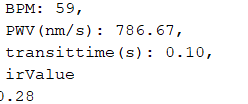 BPM: 59,
PWV(nm/s): 786.67,
transittime(s): 0.10,
irValue
0.28